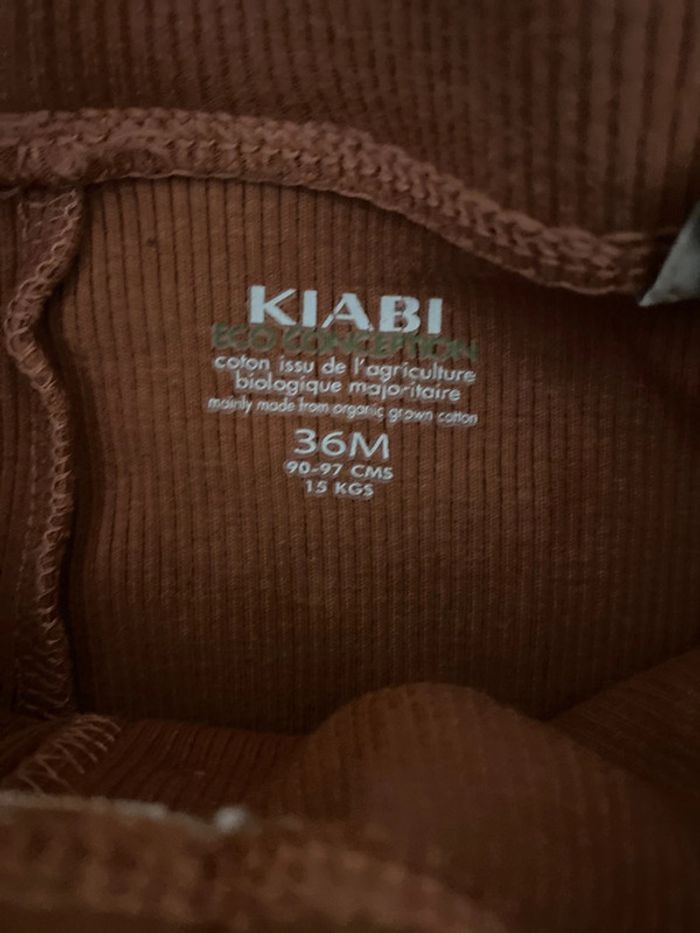 KIABI
ECO CONCEPTION
coton issu de l'agriculture
biologique majoritaire
mainly made from organic grown cotton
36M
90-97 CMS
15 KGS